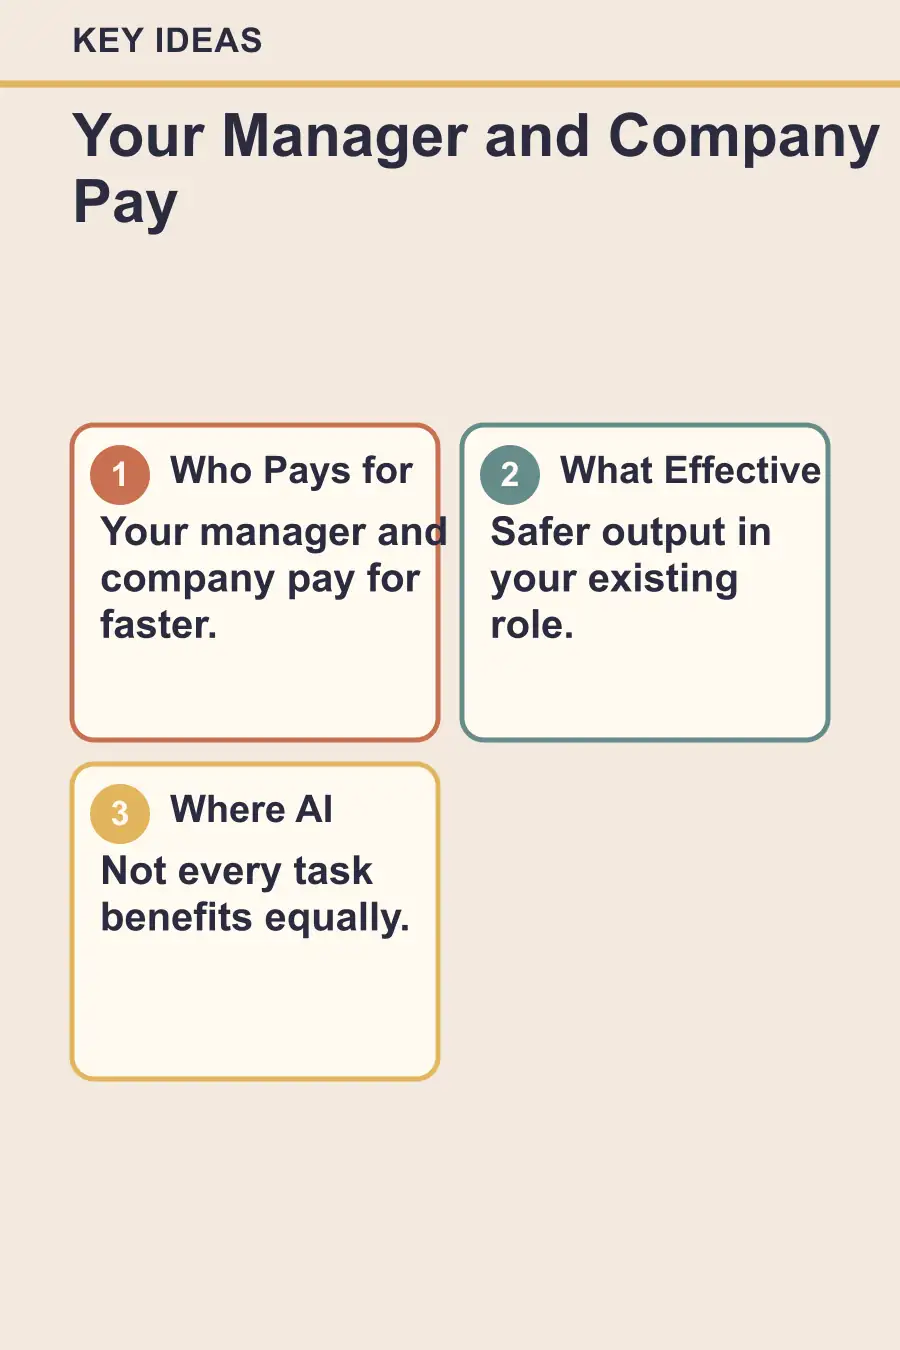 KEY IDEAS
Your Manager and Company
Pay
1 Who Pays for
Your manager and
company pay for
faster.
2 What Effective
Safer output in
your existing
role.
3 Where AI
Not every task
benefits equally.